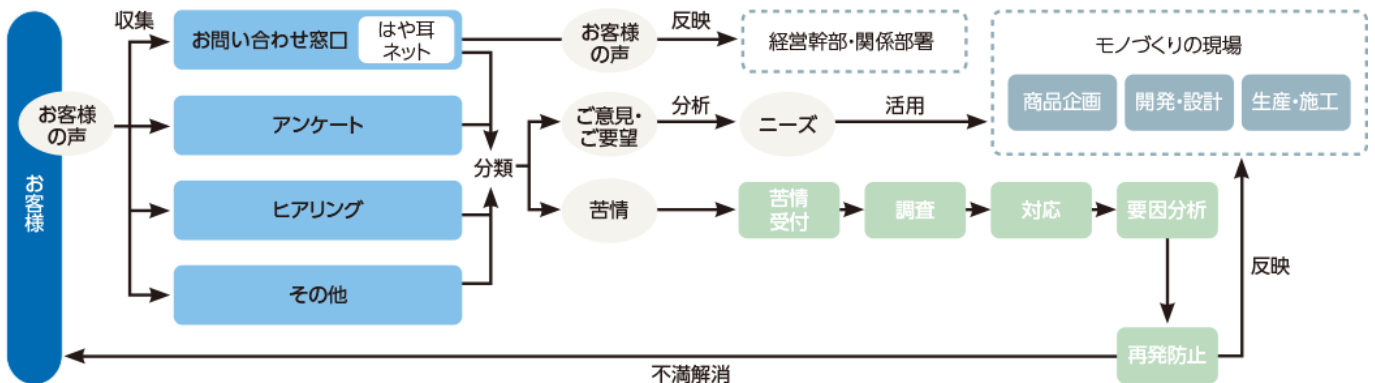 収集
お客様
お客様
の声
お問い合わせ窓口
はや耳
ネット
アンケート
ヒアリング
その他
分類
お客様
の声
反映
経営幹部・関係部署
ご意見・
ご要望
分析
ニーズ
活用
モノづくりの現場
商品企画
開発・設計
生産・施工
苦情
苦情
受付
調査
対応
要因分析
反映
再発防止
不満解消